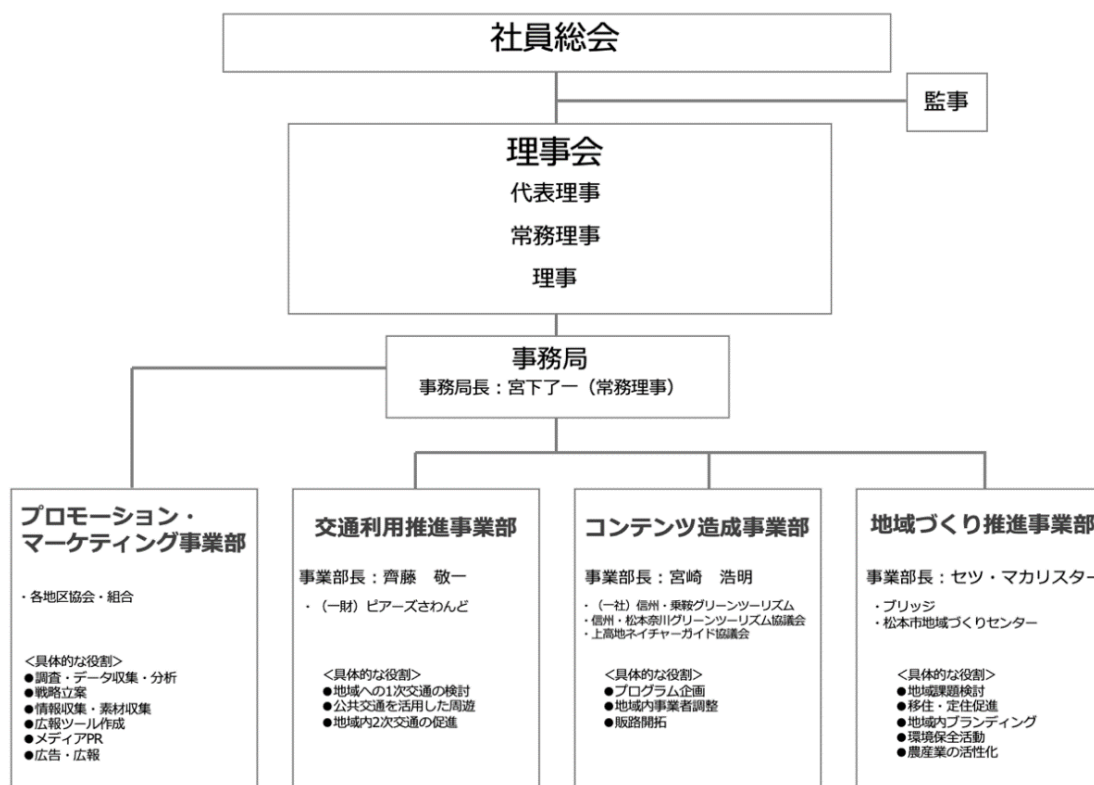 社員総会
監事
理事会
代表理事
常務理事
理事
事務局
事務局長：宮下了一（常務理事）
プロモーション・
マーケティング事業部
・各地区協会・組合
＜具体的な役割＞
●調査・データ収集・分析
●戦略立案
●情報収集・素材収集
●広報ツール作成
●メディアPR
●広告・広報
交通利用推進事業部
事業部長：齊藤　敬一
・（一財）ピアーズさわんど
＜具体的な役割＞
●地域への1次交通の検討
●公共交通を活用した周遊
●地域内2次交通の促進
コンテンツ造成事業部
事業部長：宮崎　浩明
・（一社）信州・乗鞍グリーンツーリズム
・信州・松本奈川グリーンツーリズム協議会
・上高地ネイチャーガイド協議会
＜具体的な役割＞
●プログラム企画
●地域内事業者調整
●販路開拓
地域づくり推進事業部
事業部長：セツ・マカリスター
・ブリッジ
・松本市地域づくりセンター
＜具体的な役割＞
●地域課題検討
●移住・定住促進
●地域内ブランディング
●環境保全活動
●農産業の活性化